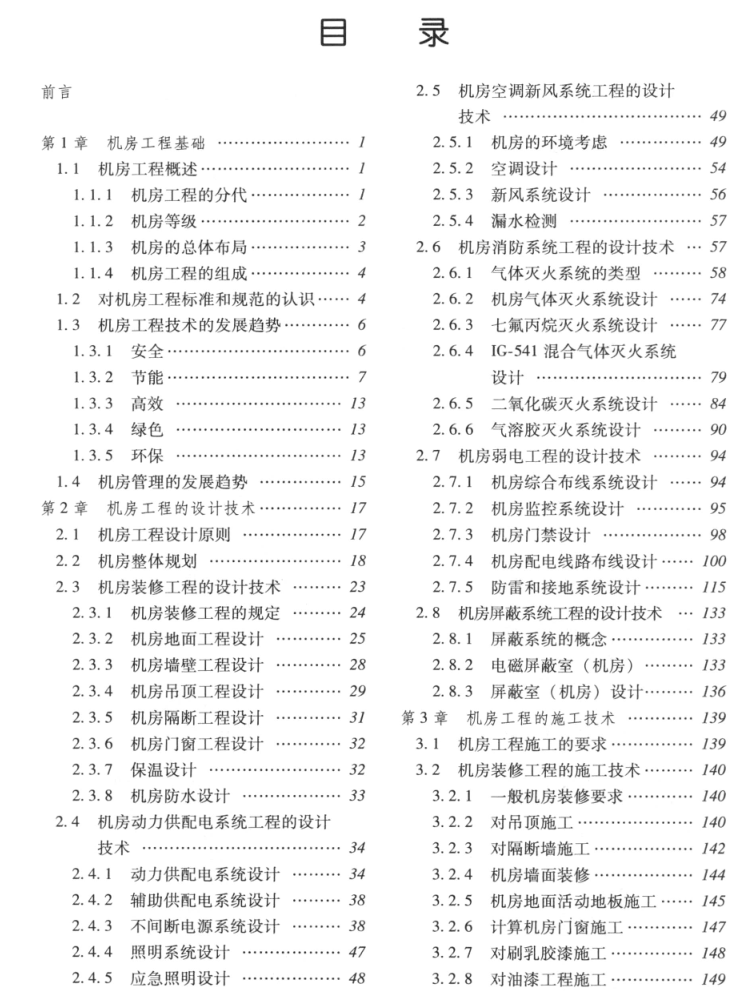 目 录
前言
第 1 章 机房工程基础 …………………… 1
1. 1 机房工程概述 …………………… 1
1. 1. 1 机房工程的分代 ……………… 1
1. 1. 2 机房等级 …………………… 2
1. 1. 3 机房的总体布局 ……………… 3
1. 1. 4 机房工程的组成 ……………… 4
1. 2 对机房工程标准和规范的认识 …… 4
1. 3 机房工程技术的发展趋势 ………… 6
1. 3. 1 安全 …………………… 6
1. 3. 2 节能 …………………… 7
1. 3. 3 高效 …………………… 13
1. 3. 4 绿色 …………………… 13
1. 3. 5 环保 …………………… 13
1. 4 机房管理的发展趋势 …………… 15
第 2 章 机房工程的设计技术 …………… 17
2. 1 机房工程设计原则 ……………… 17
2. 2 机房整体规划 …………………… 18
2. 3 机房装修工程的设计技术 ……… 23
2. 3. 1 机房装修工程的规定 ……… 24
2. 3. 2 机房地面工程设计 ………… 25
2. 3. 3 机房墙壁工程设计 ………… 28
2. 3. 4 机房吊顶工程设计 ………… 29
2. 3. 5 机房隔断工程设计 ………… 31
2. 3. 6 机房门窗工程设计 ………… 32
2. 3. 7 保温设计 …………………… 32
2. 3. 8 机房防水设计 ……………… 33
2. 4 机房动力供配电系统工程的设计
技术 …………………… 34
2. 4. 1 动力供配电系统设计 ……… 34
2. 4. 2 辅助供配电系统设计 ……… 38
2. 4. 3 不间断电源系统设计 ……… 38
2. 4. 4 照明系统设计 ……………… 47
2. 4. 5 应急照明设计 ……………… 48
2. 5 机房空调新风系统工程的设计
技术 …………………… 49
2. 5. 1 机房的环境考虑 …………… 49
2. 5. 2 空调设计 …………………… 54
2. 5. 3 新风系统设计 ……………… 56
2. 5. 4 漏水检测 …………………… 57
2. 6 机房消防系统工程的设计技术 … 57
2. 6. 1 气体灭火系统的类型 ……… 58
2. 6. 2 机房气体灭火系统设计 …… 74
2. 6. 3 七氟丙烷灭火系统设计 …… 77
2. 6. 4 IG-541 混合气体灭火系统
设计 …………………… 79
2. 6. 5 二氧化碳灭火系统设计 …… 84
2. 6. 6 气溶胶灭火系统设计 ……… 90
2. 7 机房弱电工程的设计技术 ……… 94
2. 7. 1 机房综合布线系统设计 …… 94
2. 7. 2 机房监控系统设计 ………… 95
2. 7. 3 机房门禁设计 ……………… 98
2. 7. 4 机房配电线路布线设计 …… 100
2. 7. 5 防雷和接地系统设计 ……… 115
2. 8 机房屏蔽系统工程的设计技术 … 133
2. 8. 1 屏蔽系统的概念 …………… 133
2. 8. 2 电磁屏蔽室（机房） ……… 133
2. 8. 3 屏蔽室（机房）设计 ……… 136
第 3 章 机房工程的施工技术 ………… 139
3. 1 机房工程施工的要求 …………… 139
3. 2 机房装修工程的施工技术 ……… 140
3. 2. 1 一般机房装修要求 ………… 140
3. 2. 2 对吊顶施工 ………………… 140
3. 2. 3 对隔断墙施工 ……………… 142
3. 2. 4 机房墙面装修 ……………… 144
3. 2. 5 机房地面活动地板施工 …… 145
3. 2. 6 计算机房门窗施工 ………… 147
3. 2. 7 对刷乳胶漆施工 …………… 148
3. 2. 8 对油漆工程施工 …………… 149